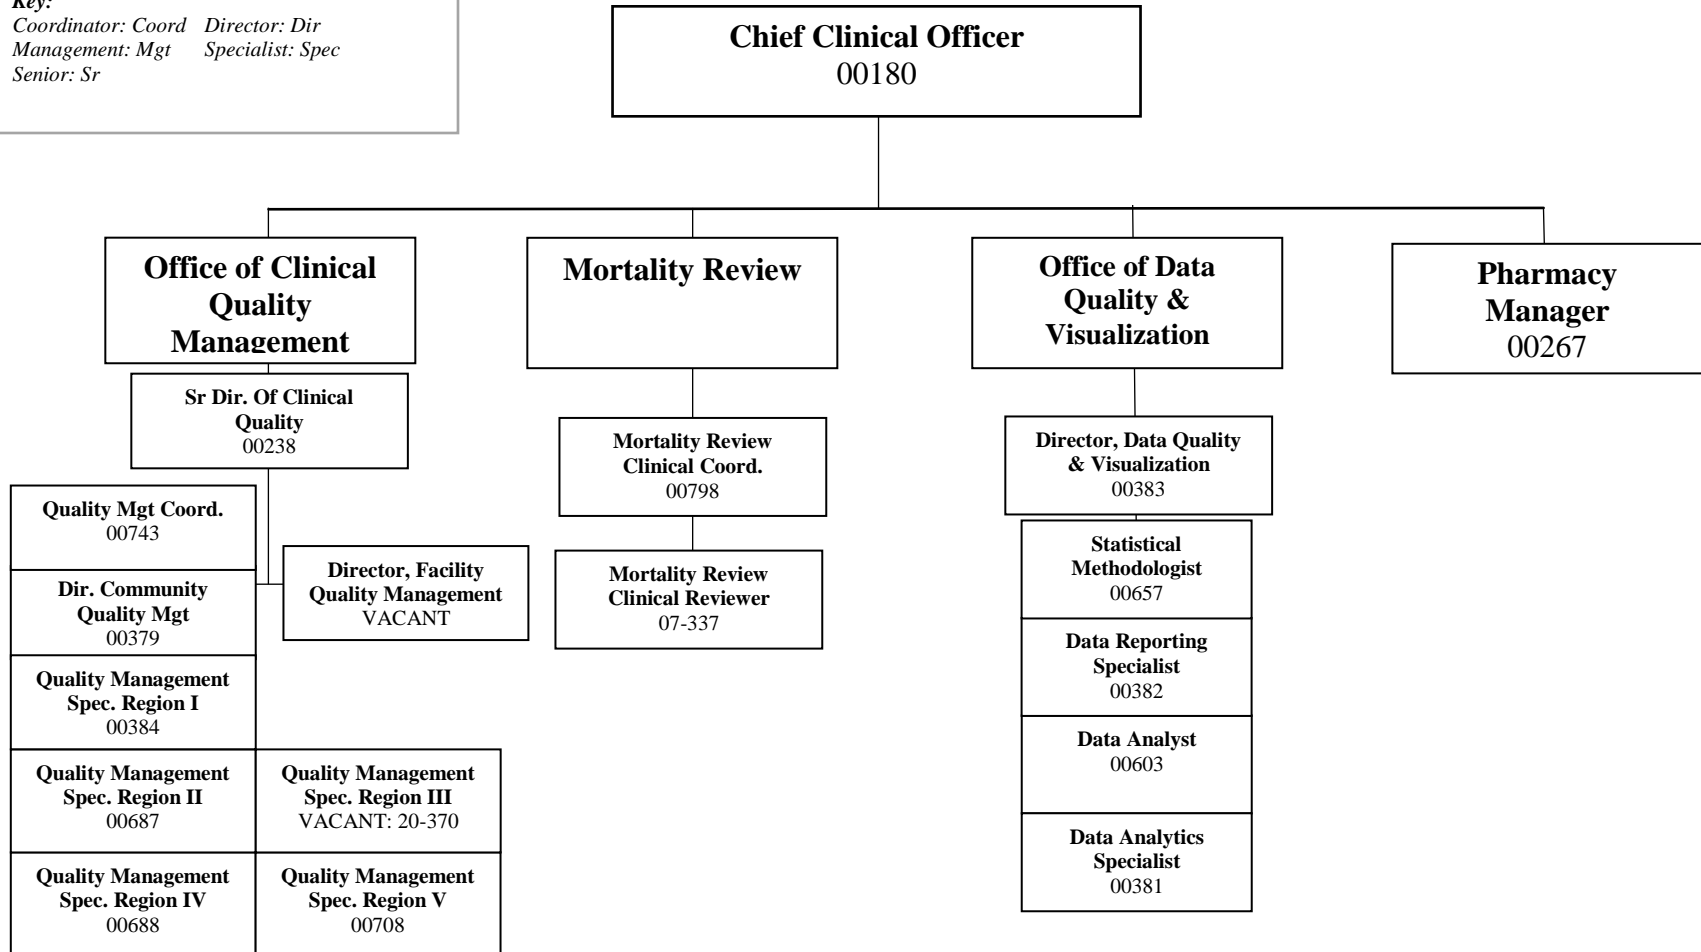 Key:
Coordinator: Coord Director: Dir
Management: Mgt Specialist: Spec
Senior: Sr
Chief Clinical Officer
00180
Office of Clinical
Quality
Management
Mortality Review
Office of Data
Quality &
Visualization
Pharmacy
Manager
00267
Sr Dir. Of Clinical
Quality
00238
Quality Mgt Coord.
00743
Dir. Community
Quality Mgt
00379
Director, Facility
Quality Management
VACANT
Quality Management
Spec. Region I
00384
Quality Management
Spec. Region II
00687
Quality Management
Spec. Region III
VACANT: 20-370
Quality Management
Spec. Region IV
00688
Quality Management
Spec. Region V
00708
Mortality Review
Clinical Coord.
00798
Mortality Review
Clinical Reviewer
07-337
Director, Data Quality
& Visualization
00383
Statistical
Methodologist
00657
Data Reporting
Specialist
00382
Data Analyst
00603
Data Analytics
Specialist
00381